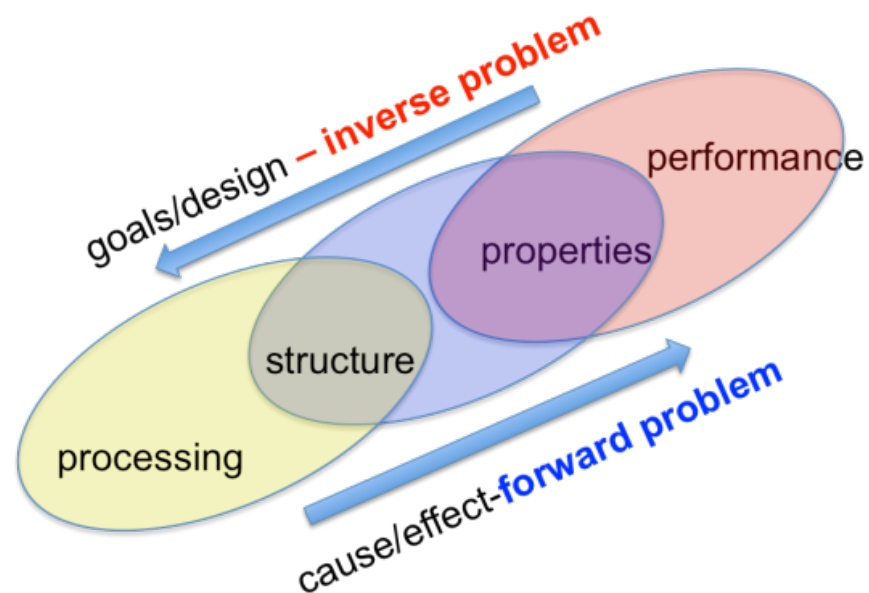 goals/design – inverse problem
performance
properties
structure
processing
cause/effect-forward problem